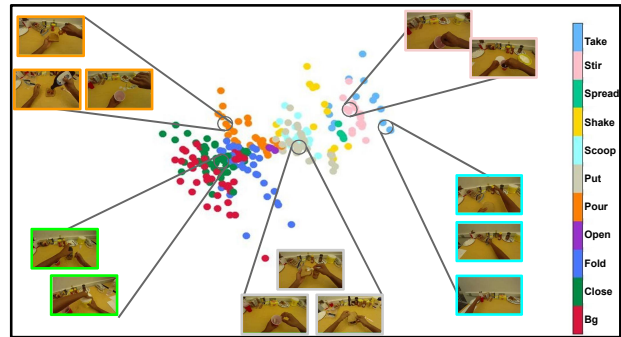 Take
Stir
Spread
Shake
Scoop
Put
Pour
Open
Fold
Close
Bg